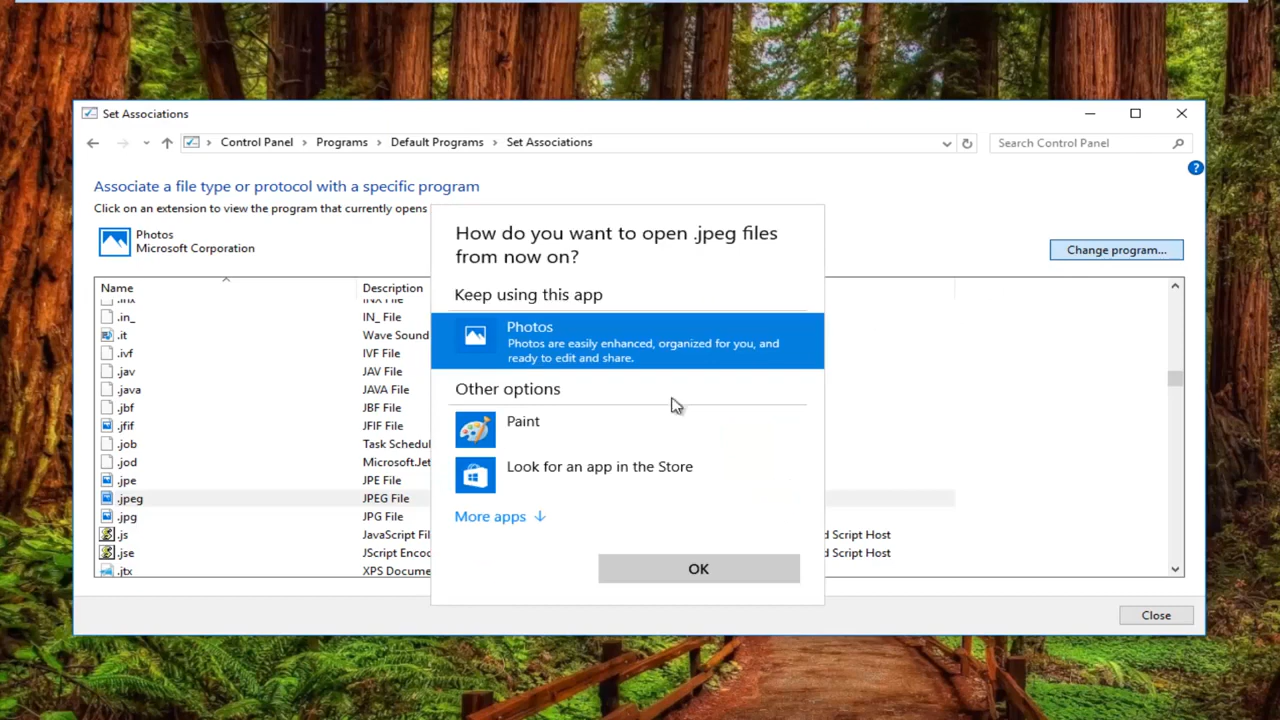 Set Associations
Control Panel > Programs > Default Programs > Set Associations
Search Control Panel
?
Associate a file type or protocol with a specific program
Click on an extension to view the program that currently opens
Photos
Microsoft Corporation
Change program...
Name
Description
.inx
INX File
.in_
IN_ File
.it
Wave Sound
.ivf
IVF File
.jav
JAV File
.java
JAVA File
.jbf
JBF File
.jfif
JFIF File
.job
Task Schedul
.jod
Microsoft.Jet
.jpe
JPE File
.jpeg
JPEG File
.jpg
JPG File
.js
JavaScript Fil
d Script Host
.jse
JScript Encoc
d Script Host
.jtx
XPS Docume
How do you want to open .jpeg files
from now on?
Keep using this app
Photos
Photos are easily enhanced, organized for you, and
ready to edit and share.
Other options
Paint
Look for an app in the Store
More apps
OK
Close